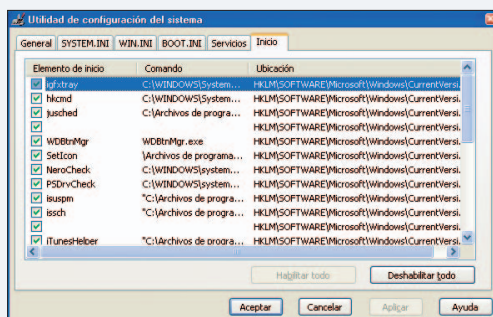 Utilidad de configuración del sistema
General SYSTEM.INI WIN.INI BOOT.INI Servicios Inicio
Elemento de inicio Comando Ubicación
igfxtray C:\WINDOWS\System... HKLM\SOFTWARE\Microsoft\Windows\CurrentVersi.
hkcmd C:\WINDOWS\System... HKLM\SOFTWARE\Microsoft\Windows\CurrentVersi.
jusched C:\Archivos de progra... HKLM\SOFTWARE\Microsoft\Windows\CurrentVersi.
HKLM\SOFTWARE\Microsoft\Windows\CurrentVersi.
WDBtnMgr WDBtnMgr.exe HKLM\SOFTWARE\Microsoft\Windows\CurrentVersi.
SetIcon \Archivos de programa... HKLM\SOFTWARE\Microsoft\Windows\CurrentVersi.
NeroCheck C:\WINDOWS\system... HKLM\SOFTWARE\Microsoft\Windows\CurrentVersi.
PSDrvCheck C:\WINDOWS\system... HKLM\SOFTWARE\Microsoft\Windows\CurrentVersi.
isuspm "C:\Archivos de progra... HKLM\SOFTWARE\Microsoft\Windows\CurrentVersi.
issch "C:\Archivos de progra... HKLM\SOFTWARE\Microsoft\Windows\CurrentVersi.
HKLM\SOFTWARE\Microsoft\Windows\CurrentVersi.
iTunesHelper "C:\Archivos de progra... HKLM\SOFTWARE\Microsoft\Windows\CurrentVersi.
Habilitar todo Deshabilitar todo
Aceptar Cancelar Aplicar Ayuda